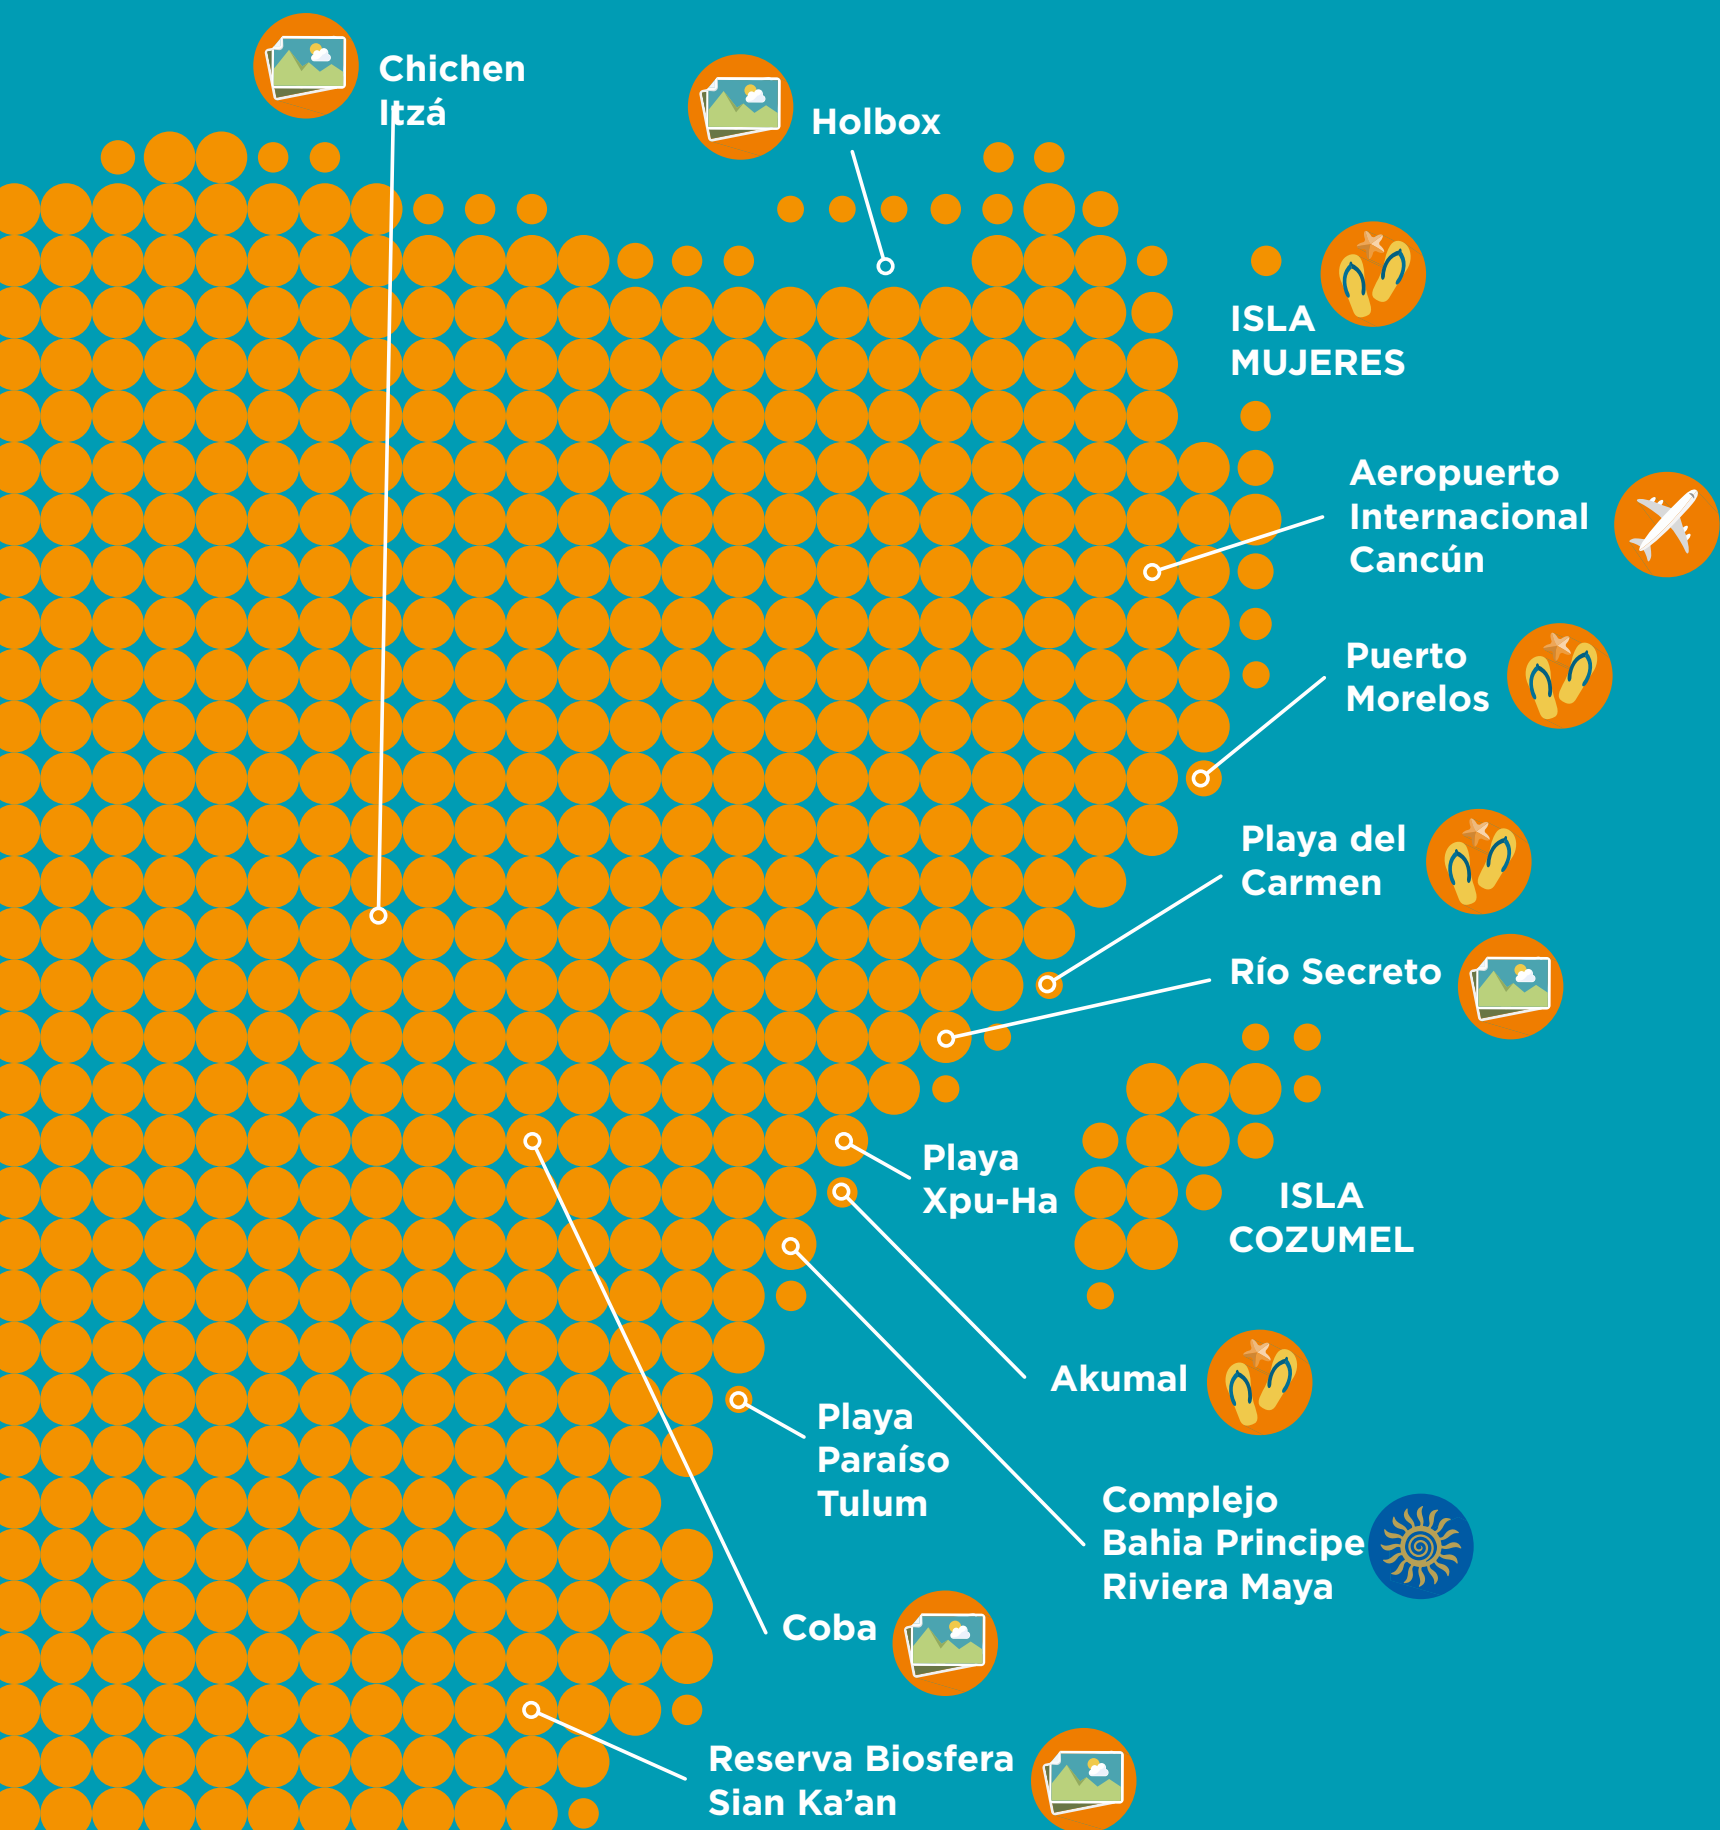 Chichen
Itzá
Holbox
ISLA
MUJERES
Aeropuerto
Internacional
Cancún
Puerto
Morelos
Playa del
Carmen
Río Secreto
Playa
Xpu-Ha
ISLA
COZUMEL
Akumal
Playa
Paraíso
Tulum
Complejo
Bahia Principe
Riviera Maya
Coba
Reserva Biosfera
Sian Ka’an